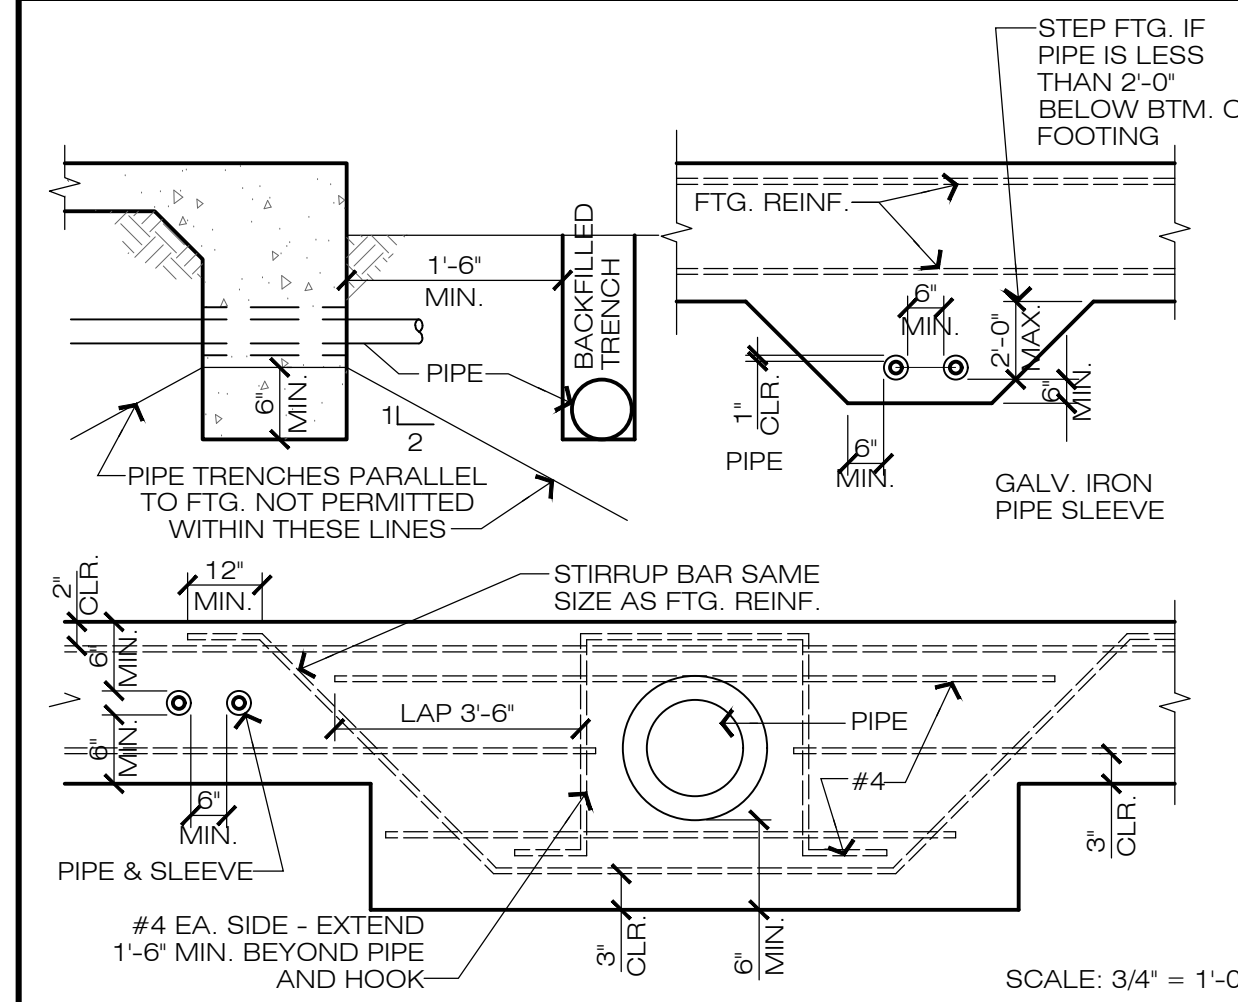 STEP FTG. IF
PIPE IS LESS
THAN 2'-0"
BELOW BTM. O
FOOTING
FTG. REINF.
1'-6"
MIN.
BACKFILLED
TRENCH
PIPE
6"
MIN.
1
2
PIPE TRENCHES PARALLEL
TO FTG. NOT PERMITTED
WITHIN THESE LINES
6"
MIN.
2'-0"
MAX.
6"
MIN.
1"
CLR.
PIPE
6"
MIN.
GALV. IRON
PIPE SLEEVE
2"
CLR.
12"
MIN.
STIRRUP BAR SAME
SIZE AS FTG. REINF.
6"
MIN.
6"
MIN.
LAP 3'-6"
PIPE
#4
6"
MIN.
PIPE & SLEEVE
3"
CLR.
#4 EA. SIDE - EXTEND
1'-6" MIN. BEYOND PIPE
AND HOOK
3"
CLR.
6"
MIN.
SCALE: 3/4" = 1'-0